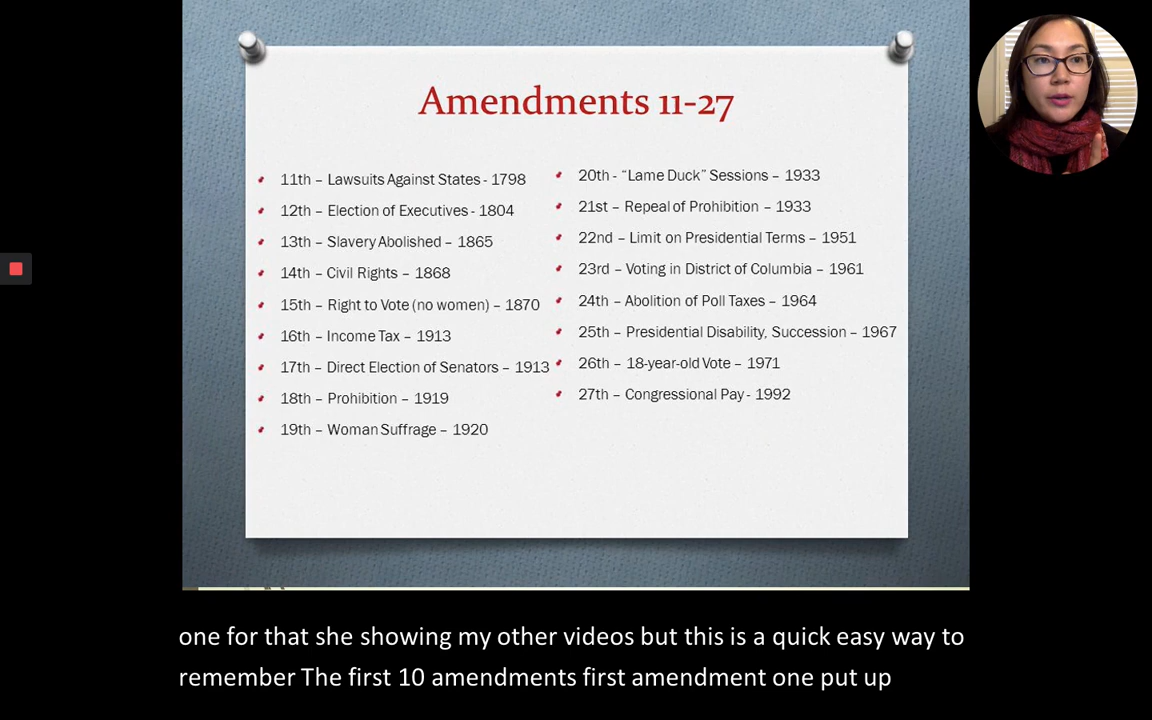 Amendments 11-27
11th – Lawsuits Against States - 1798
12th – Election of Executives - 1804
13th – Slavery Abolished – 1865
14th – Civil Rights – 1868
15th – Right to Vote (no women) – 1870
16th – Income Tax – 1913
17th – Direct Election of Senators – 1913
18th – Prohibition – 1919
19th – Woman Suffrage – 1920
20th - “Lame Duck” Sessions – 1933
21st – Repeal of Prohibition – 1933
22nd – Limit on Presidential Terms – 1951
23rd – Voting in District of Columbia – 1961
24th – Abolition of Poll Taxes – 1964
25th – Presidential Disability, Succession – 1967
26th – 18-year-old Vote – 1971
27th – Congressional Pay - 1992
one for that she showing my other videos but this is a quick easy way to
remember The first 10 amendments first amendment one put up